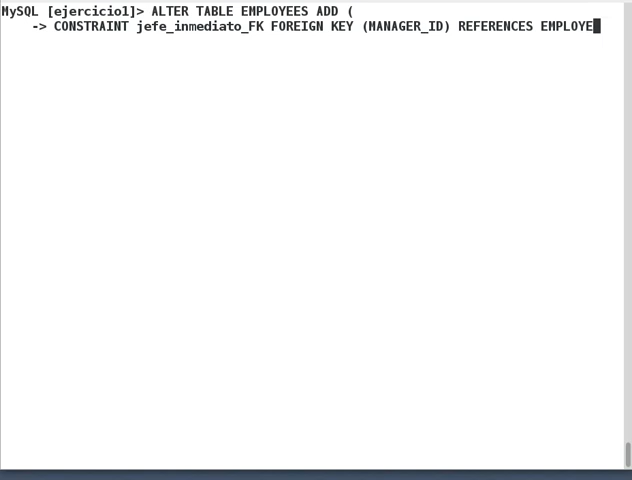 MySQL [ejercicio1]> ALTER TABLE EMPLOYEES ADD (
-> CONSTRAINT jefe_inmediato_FK FOREIGN KEY (MANAGER_ID) REFERENCES EMPLOYE